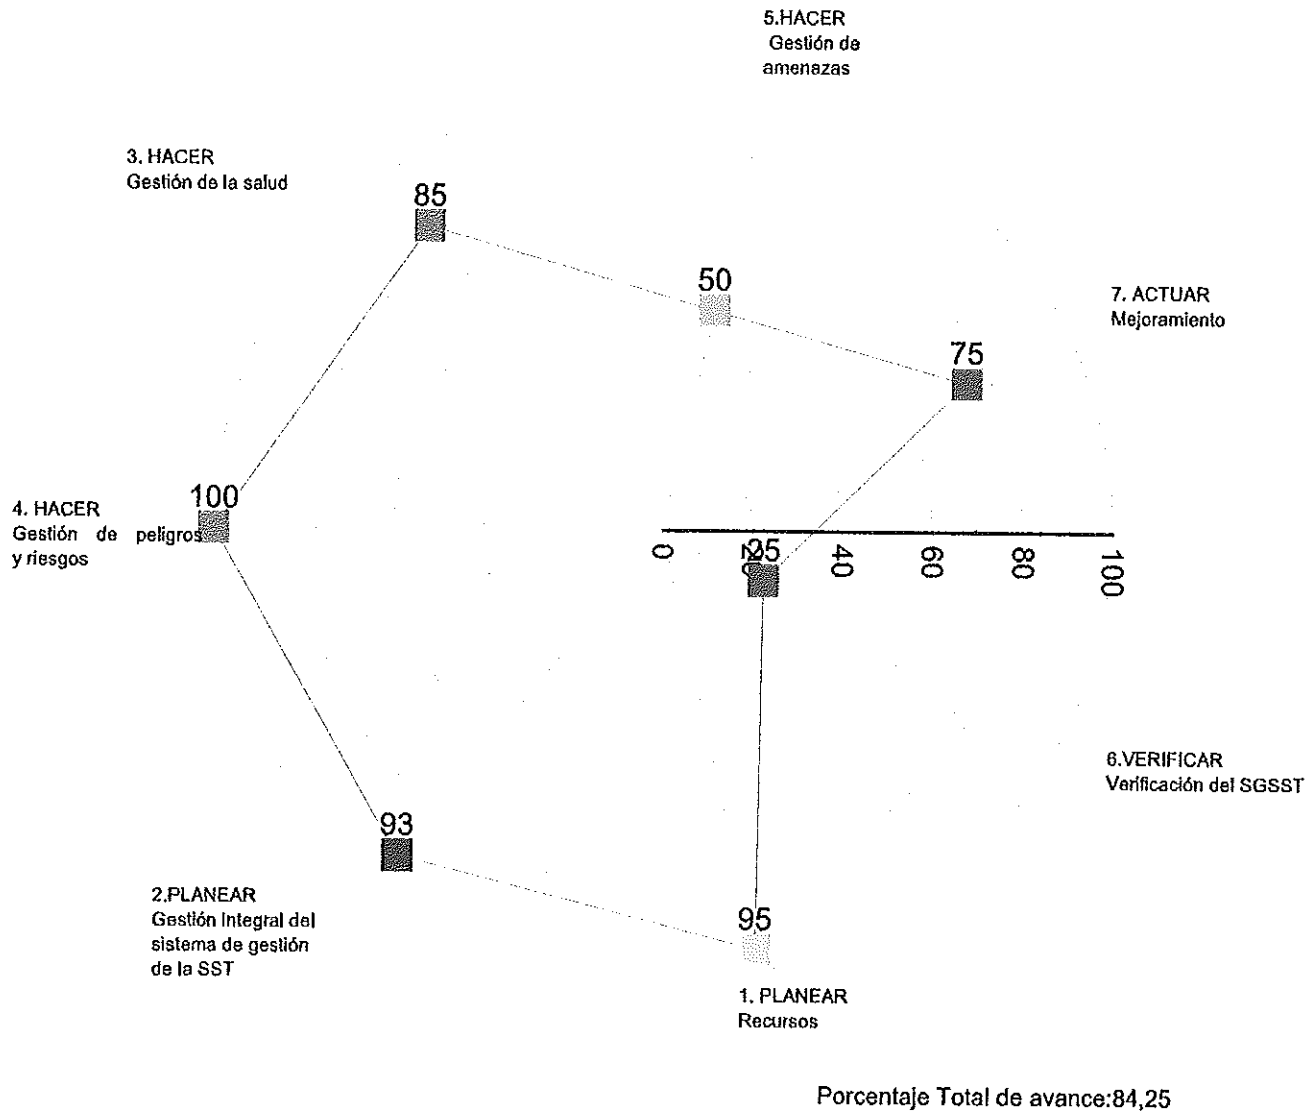 5.HACER
Gestión de
amenazas
3. HACER
Gestión de la salud
85
50
7. ACTUAR
Mejoramiento
75
4. HACER
Gestión de peligros
y riesgos
100
0
20
40
60
80
100
25
6.VERIFICAR
Verificación del SGSST
93
2.PLANEAR
Gestión Integral del
sistema de gestión
de la SST
95
1. PLANEAR
Recursos
Porcentaje Total de avance:84,25